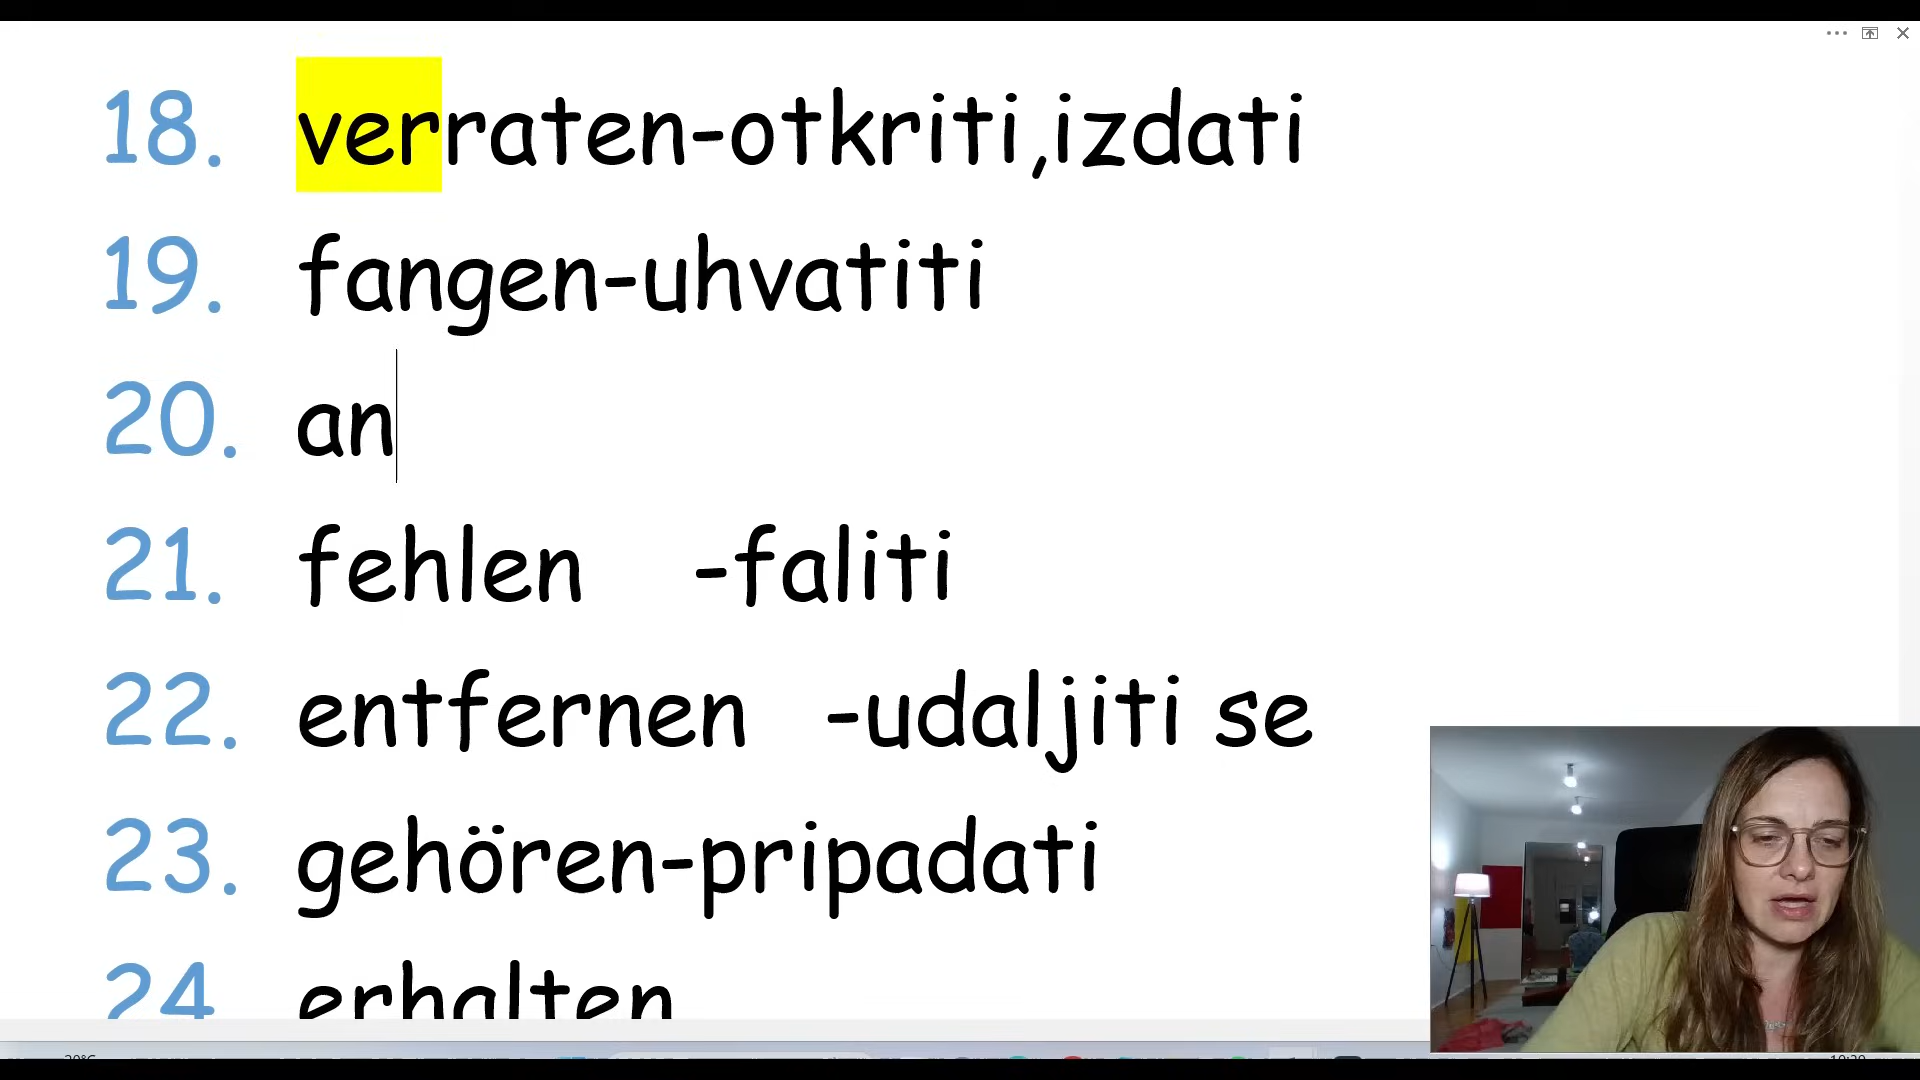 18. verraten-otkriti,izdati
19. fangen-uhvatiti
20. an
21. fehlen -faliti
22. entfernen -udaljiti se
23. gehören-pripadati
24 erhalten